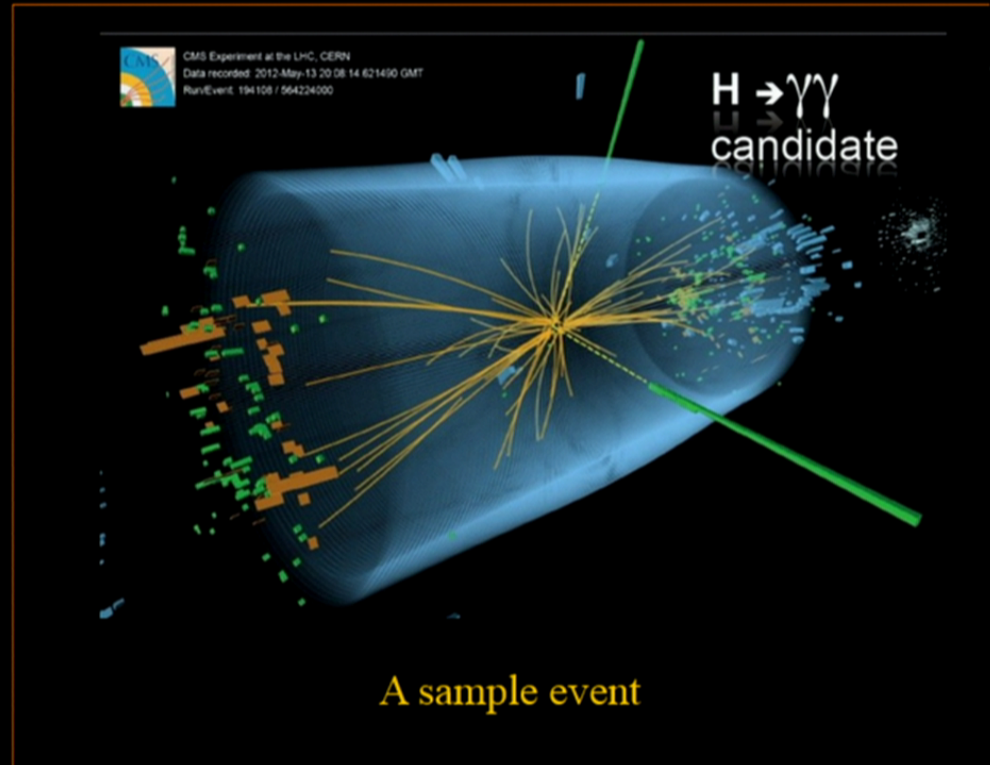 CMS
CMS Experiment at the LHC, CERN
Data recorded: 2012-May-13 20:08:14.621490 GMT
Run/Event: 194108 / 564224000
H → γγ
candidate
A sample event